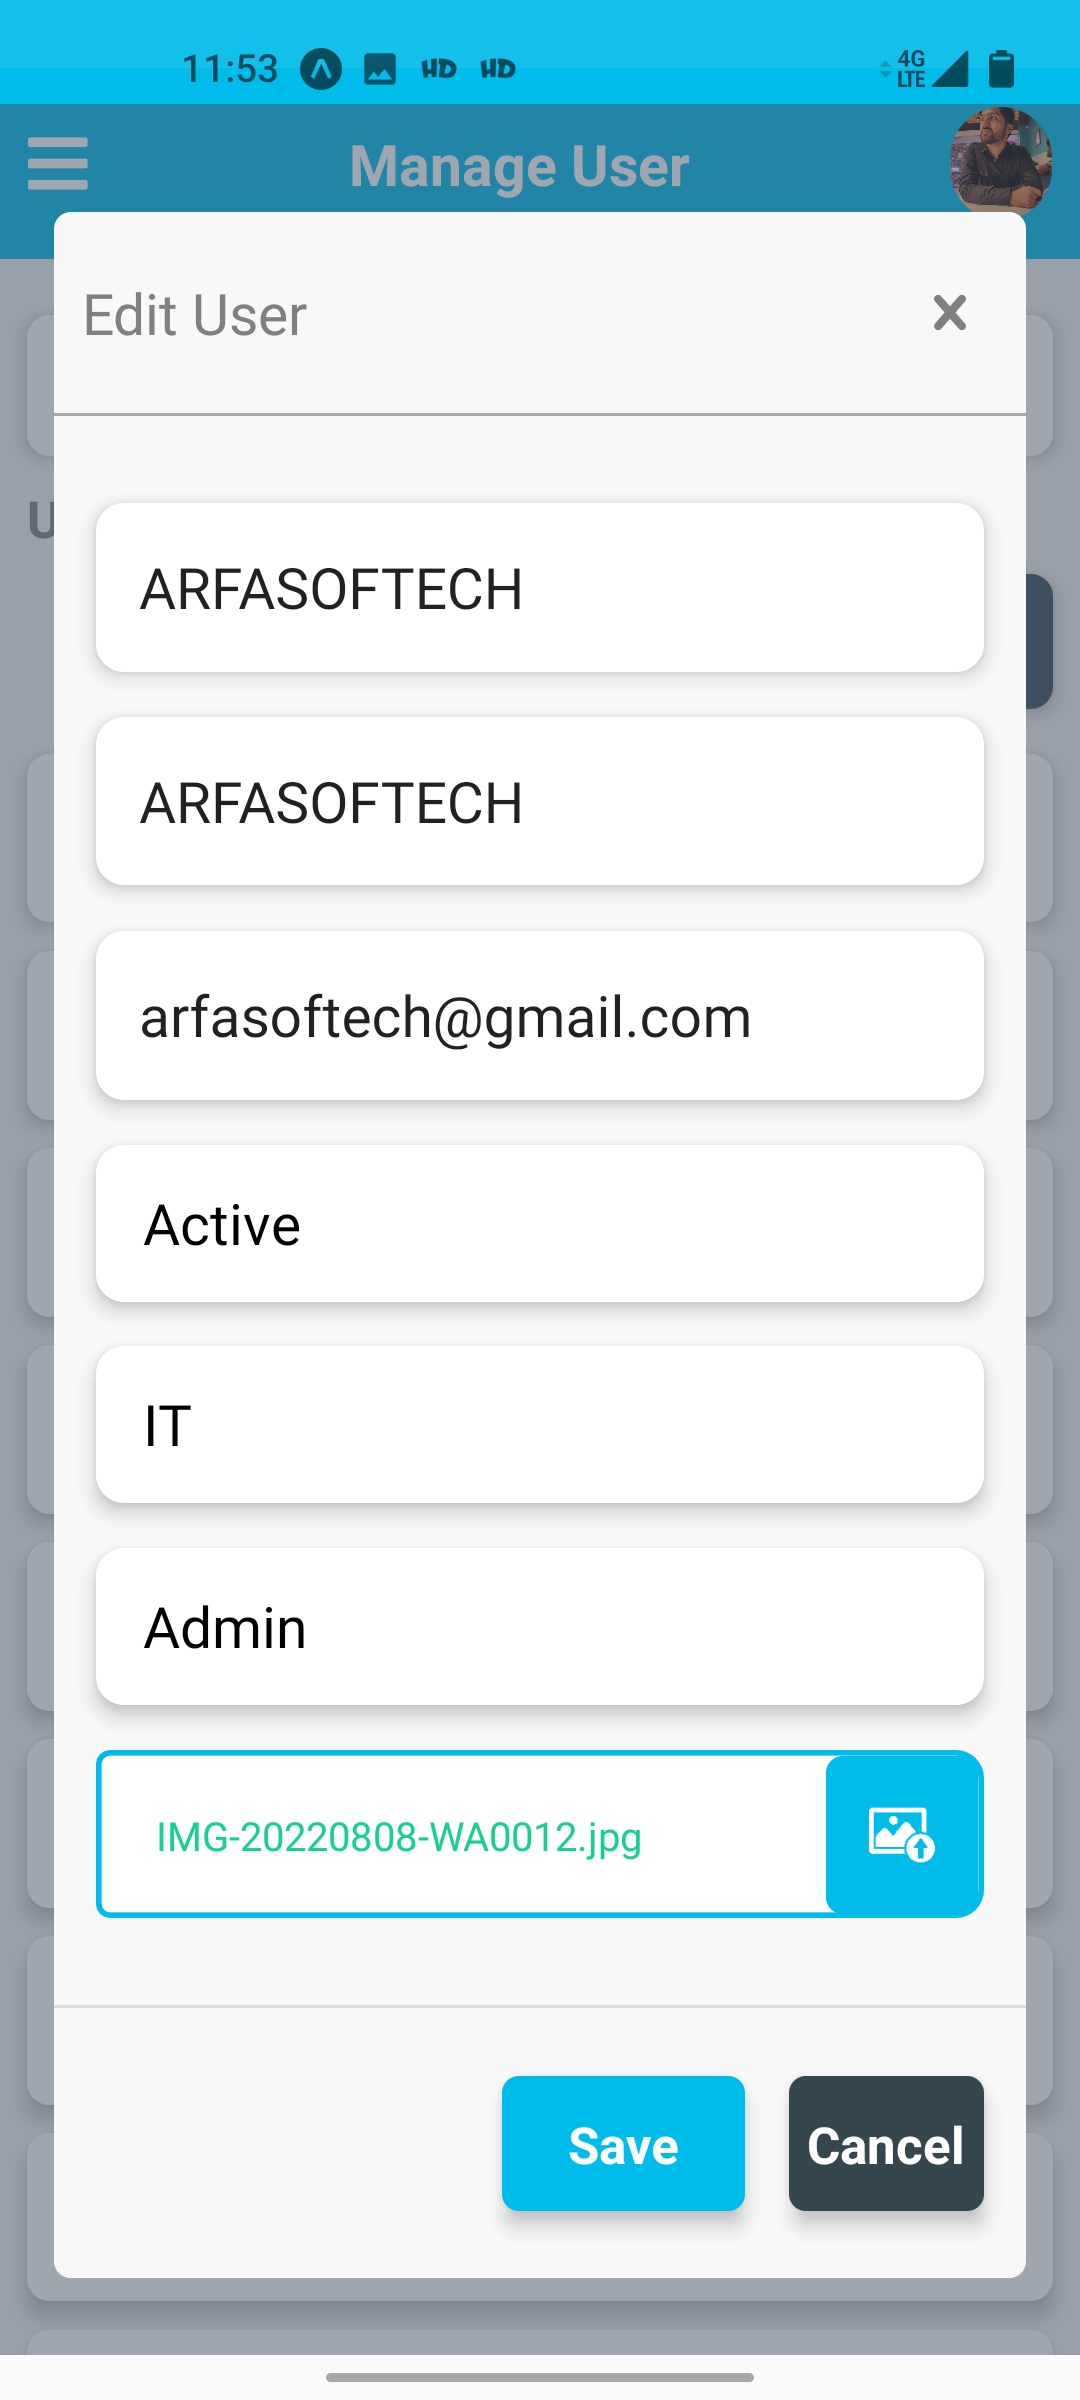 11:53 HD HD 4G LTE
Manage User
Edit User
U
ARFASOFTECH
ARFASOFTECH
arfasoftech@gmail.com
Active
IT
Admin
IMG-20220808-WA0012.jpg
Save Cancel